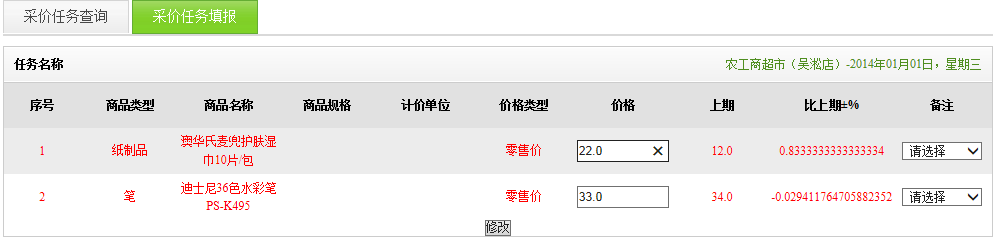 采价任务查询 采价任务填报
任务名称 农工商超市（吴淞店）-2014年01月01日，星期三
序号 商品类型 商品名称 商品规格 计价单位 价格类型 价格 上期 比上期±% 备注
1 纸制品 澳华氏麦兜护肤湿 零售价 22.0 12.0 0.8333333333333334 请选择
巾10片/包
2 笔 迪士尼36色水彩笔 零售价 33.0 34.0 -0.029411764705882352 请选择
PS-K495
修改